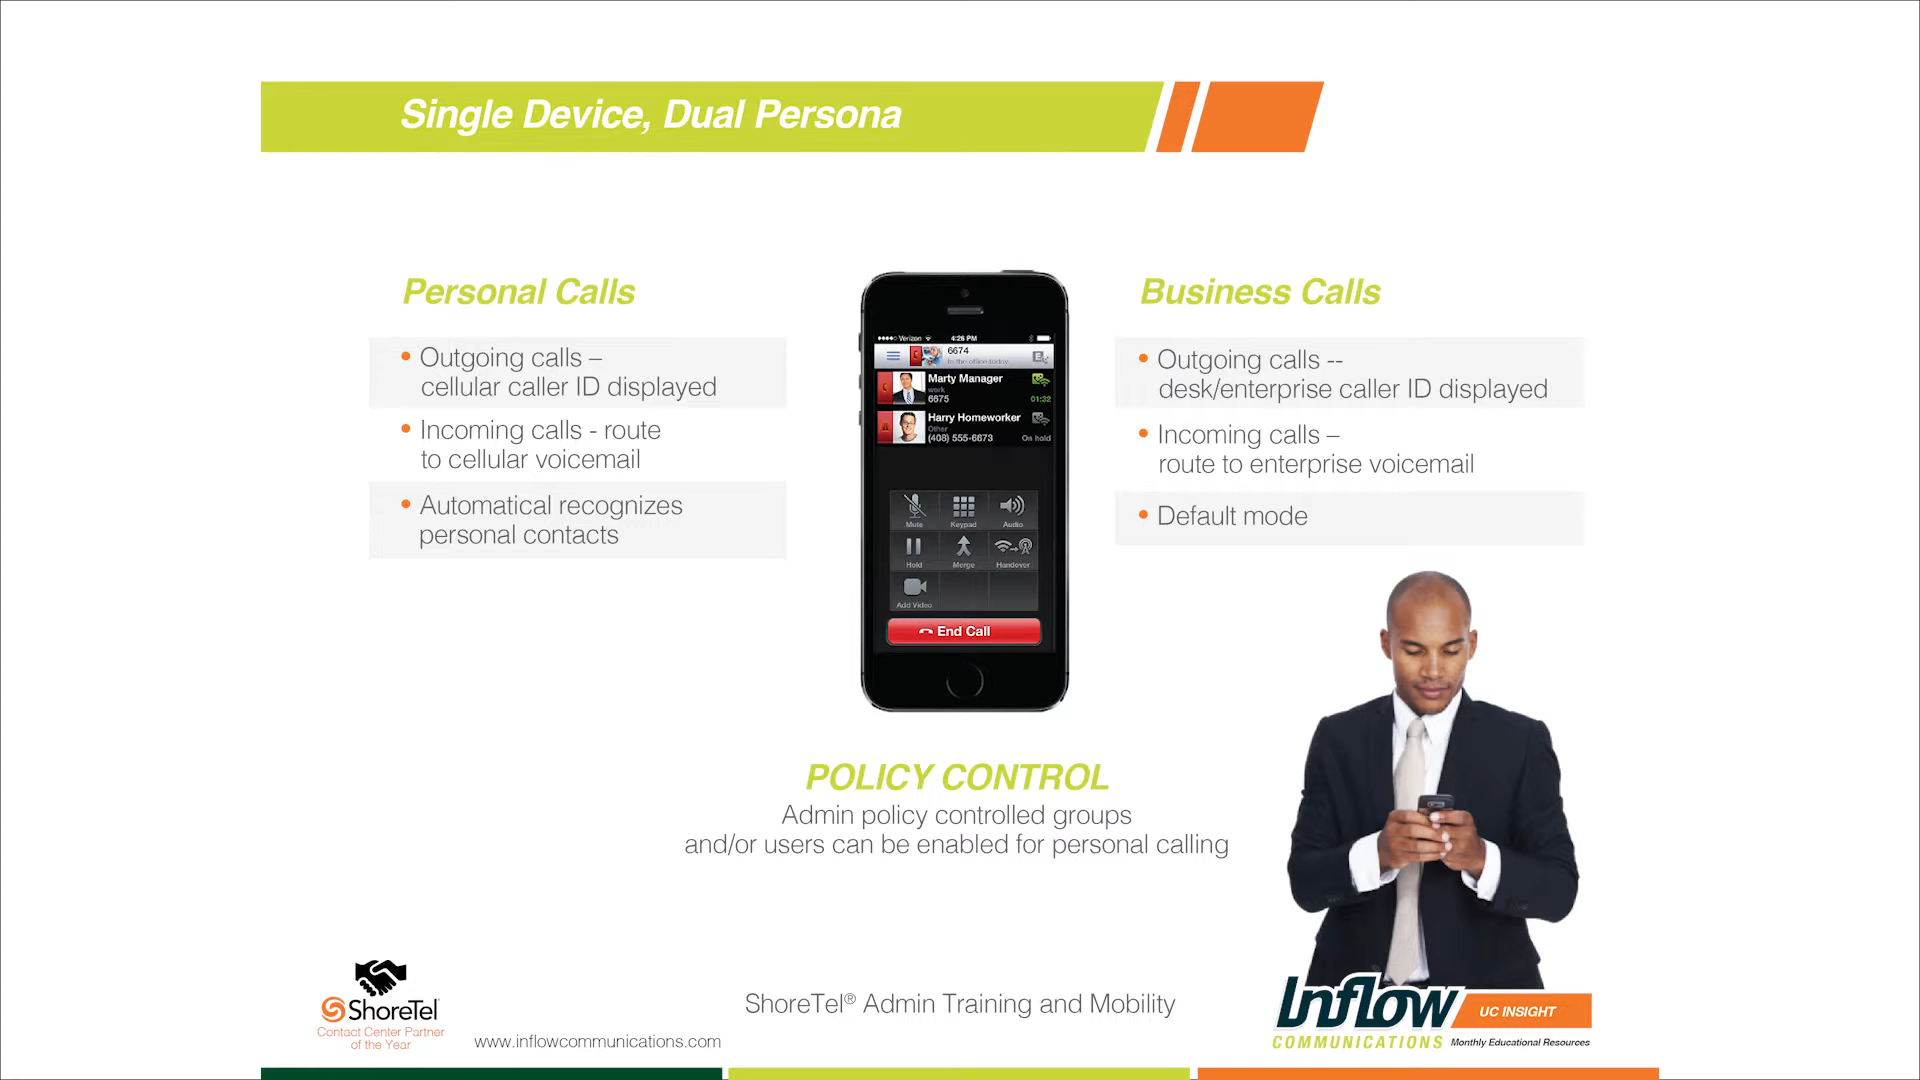 Single Device, Dual Persona
Personal Calls
• Outgoing calls –
cellular caller ID displayed
• Incoming calls - route
to cellular voicemail
• Automatical recognizes
personal contacts
Verizon 4:26 PM
6674
In the office today
Marty Manager
work
6675 01:32
Harry Homeworker
Other
(408) 555-6673 On hold
Mute Keypad Audio
Hold Merge Handover
Add Video
End Call
Business Calls
• Outgoing calls --
desk/enterprise caller ID displayed
• Incoming calls –
route to enterprise voicemail
• Default mode
POLICY CONTROL
Admin policy controlled groups
and/or users can be enabled for personal calling
ShoreTel
Contact Center Partner
of the Year
www.inflowcommunications.com
ShoreTel® Admin Training and Mobility
Inflow
COMMUNICATIONS
UC INSIGHT
Monthly Educational Resources